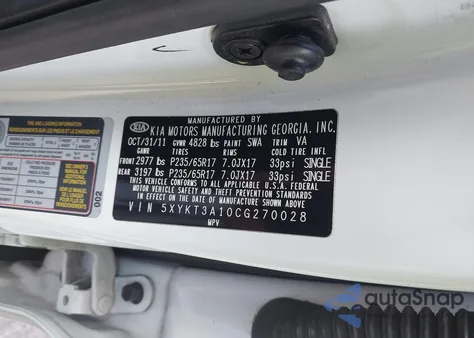 MANUFACTURED BY
KIA KIA MOTORS MANUFACTURING GEORGIA, INC.
OCT/31/11 GVWR 4828 lbs PAINT SWA TRIM VA
GAWR TIRES RIMS COLD TIRE INFL
FRONT 2977 lbs P235/65R17 7.0JX17 33psi SINGLE
REAR 3197 lbs P235/65R17 7.0JX17 33psi SINGLE
THIS VEHICLE CONFORMS TO ALL APPLICABLE U.S.A. FEDERAL
MOTOR VEHICLE SAFETY AND THEFT PREVENTION STANDARDS
IN EFFECT ON THE DATE OF MANUFACTURE SHOWN ABOVE.
VIN 5XYKT3A10CG270028
MPV
002
autoSnap